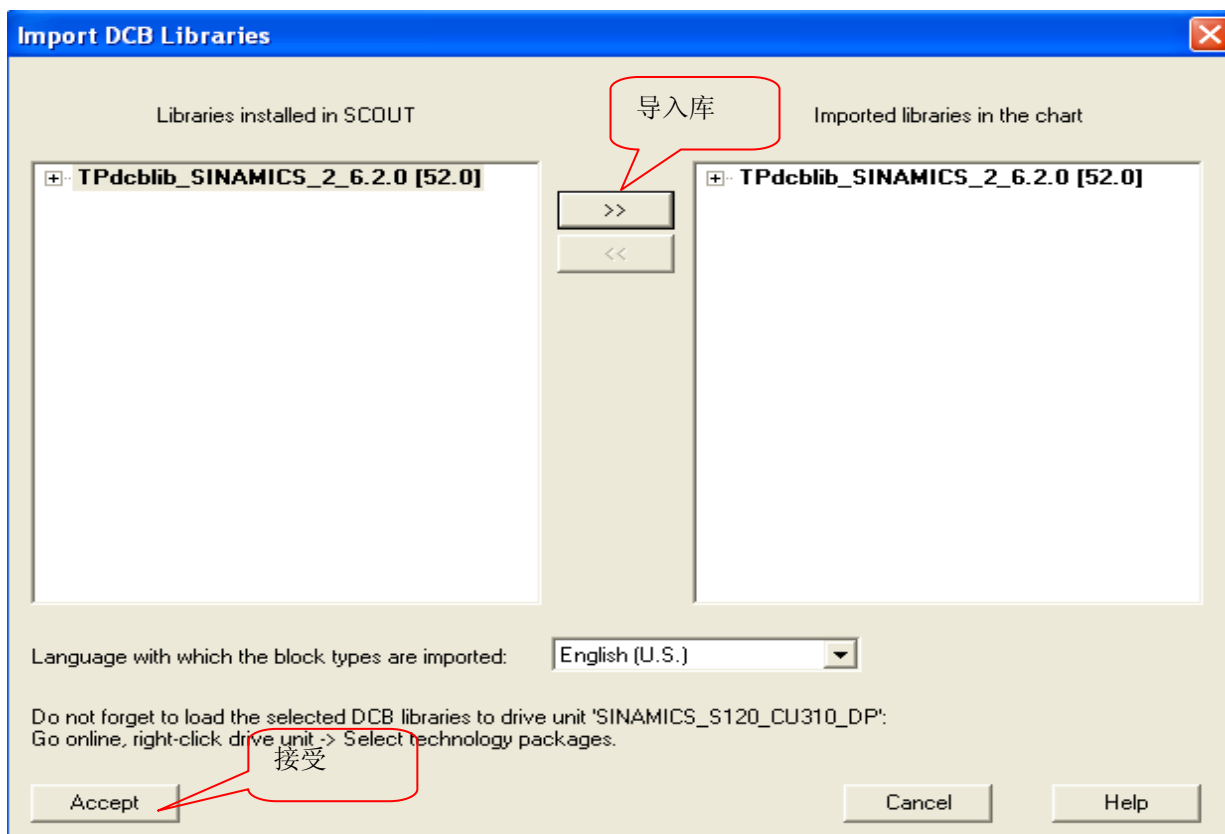 Import DCB Libraries
导入库
Libraries installed in SCOUT
Imported libraries in the chart
TPdcblib_SINAMICS_2_6.2.0 [52.0]
>>
<<
TPdcblib_SINAMICS_2_6.2.0 [52.0]
Language with which the block types are imported:
English (U.S.)
Do not forget to load the selected DCB libraries to drive unit 'SINAMICS_S120_CU310_DP':
Go online, right-click drive unit -> Select technology packages.
接受
Accept
Cancel
Help